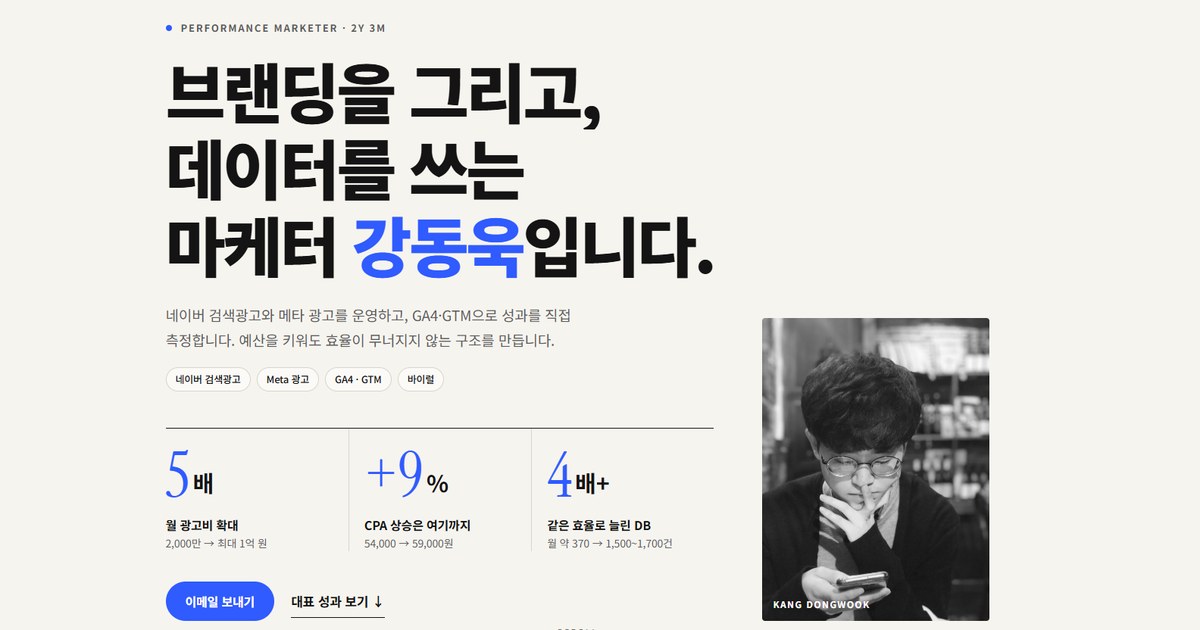 PERFORMANCE MARKETER · 2Y 3M
브랜딩을 그리고,
데이터를 쓰는
마케터 강동욱입니다.
네이버 검색광고와 메타 광고를 운영하고, GA4·GTM으로 성과를 직접
측정합니다. 예산을 키워도 효율이 무너지지 않는 구조를 만듭니다.
네이버 검색광고
Meta 광고
GA4 · GTM
바이럴
5배
월 광고비 확대
2,000만 → 최대 1억 원
+9%
CPA 상승은 여기까지
54,000 → 59,000원
4배+
같은 효율로 늘린 DB
월 약 370 → 1,500~1,700건
이메일 보내기
대표 성과 보기 ↓
KANG DONGWOOK